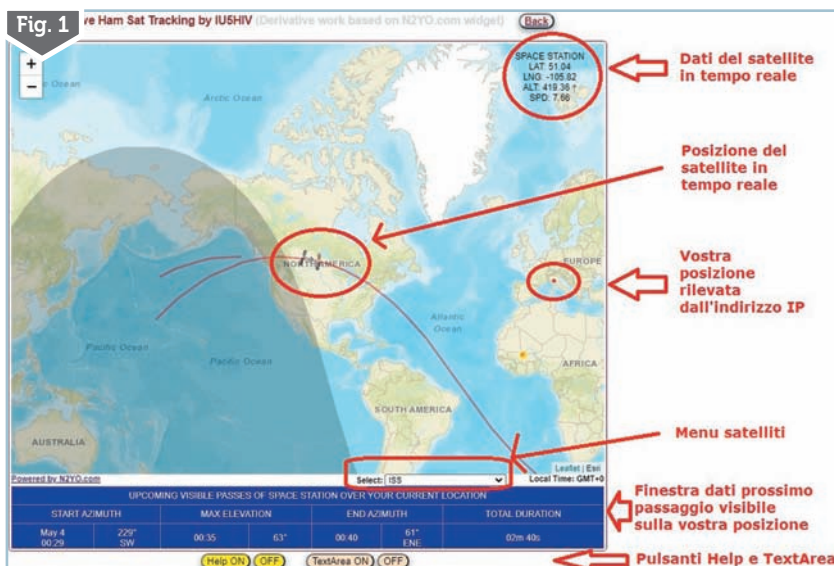 Fig. 1
ve Ham Sat Tracking by IU5HIV (Derivative work based on N2YO.com widget) Back
+
−
Ocean
Arctic Ocean
SPACE STATION
LAT: 51.04
LNG: -105.82
ALT: 419.36 ↑
SPD: 7.66
Dati del satellite
in tempo reale
Posizione del
satellite in
tempo reale
NORTH AMERICA
EUROPE
Vostra
posizione
rilevata
dall'indirizzo IP
Atlantic
Ocean
Pacific Ocean
Pacific Ocean
AFRICA
SOUTH AMERICA
AUSTRALIA
Menu satelliti
Leaflet | Esri
Powered by N2YO.com
Select: ISS
Local Time: GMT+0
UPCOMING VISIBLE PASSES OF SPACE STATION OVER YOUR CURRENT LOCATION
START AZIMUTH MAX ELEVATION END AZIMUTH TOTAL DURATION
May 4
00:29
229°
SW
00:35 63° 00:40
61°
ENE
02m 40s
Finestra dati prossimo
passaggio visibile
sulla vostra posizione
Help ON OFF TextArea ON OFF
Pulsanti Help e TextArea